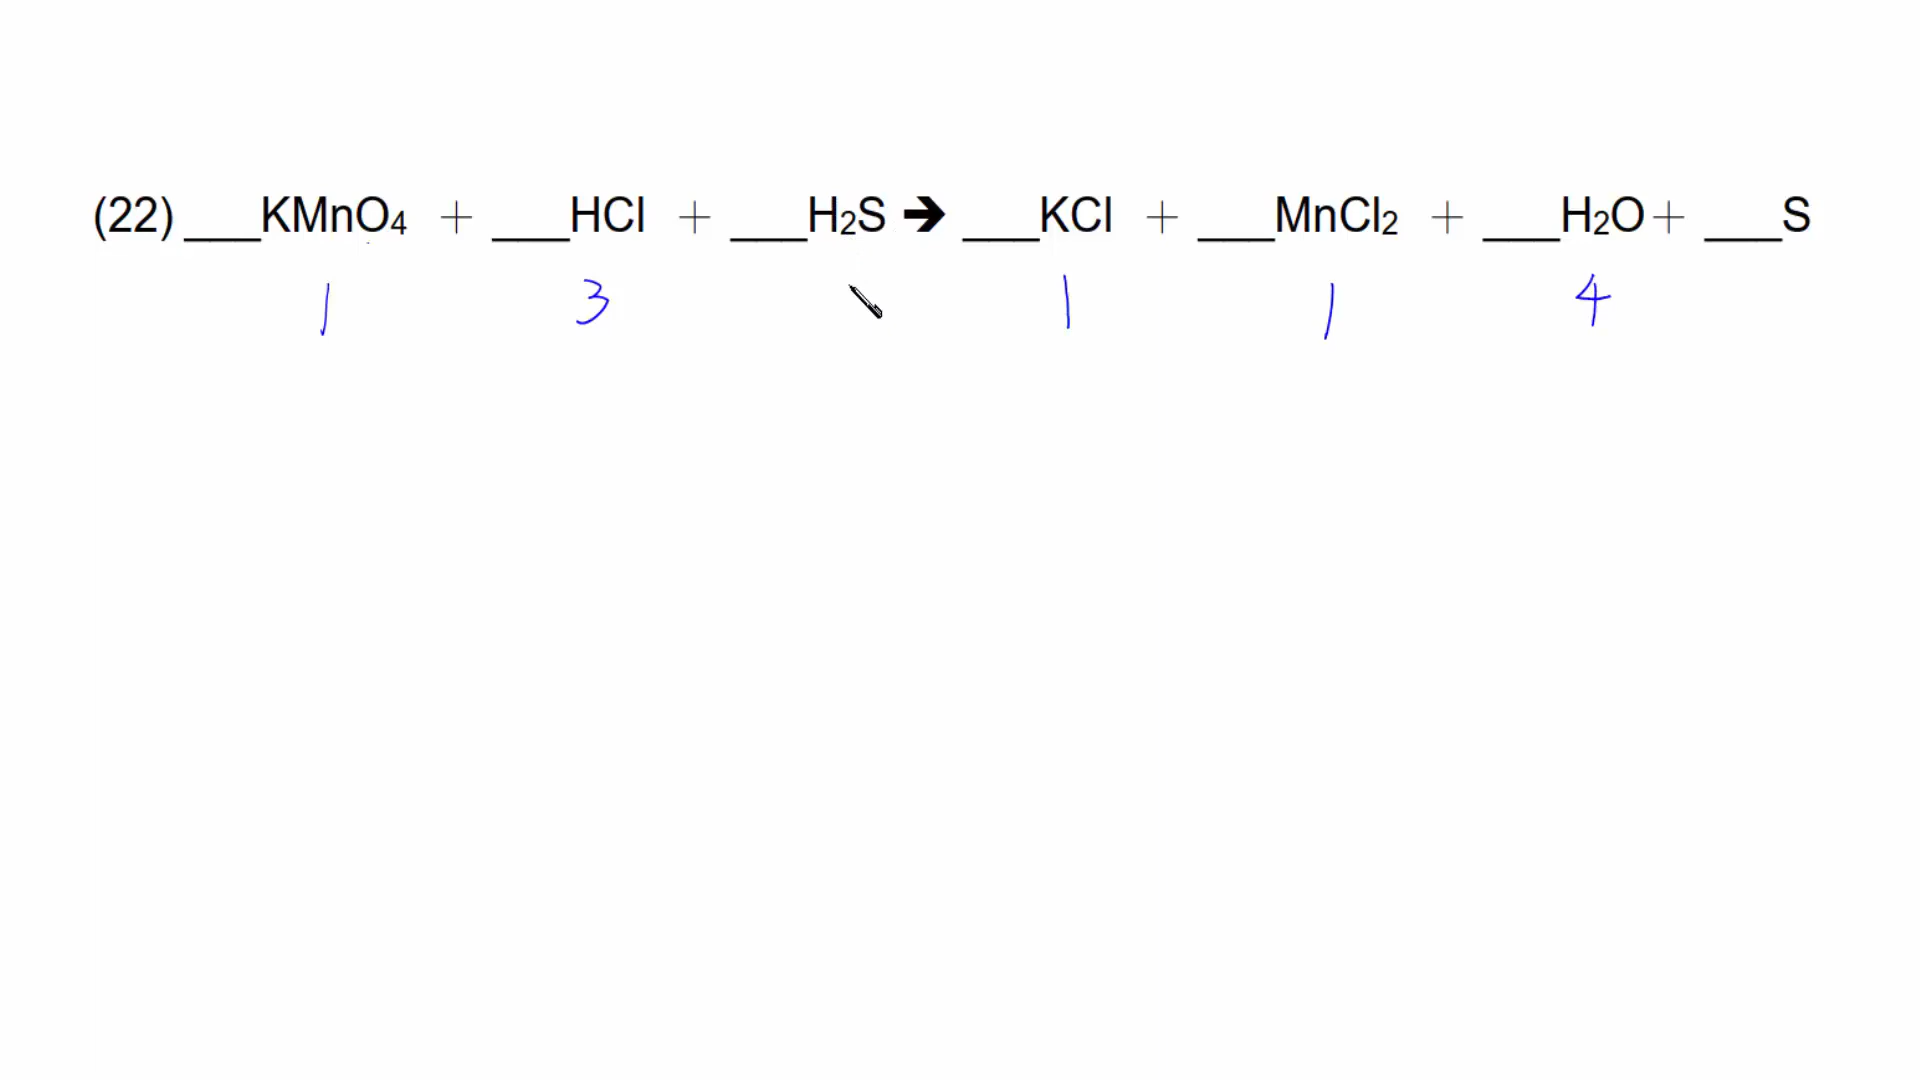 (22) ___KMnO4 + ___HCl + ___H2S ➔ ___KCl + ___MnCl2 + ___H2O+ ___S
1 3 1 1 4